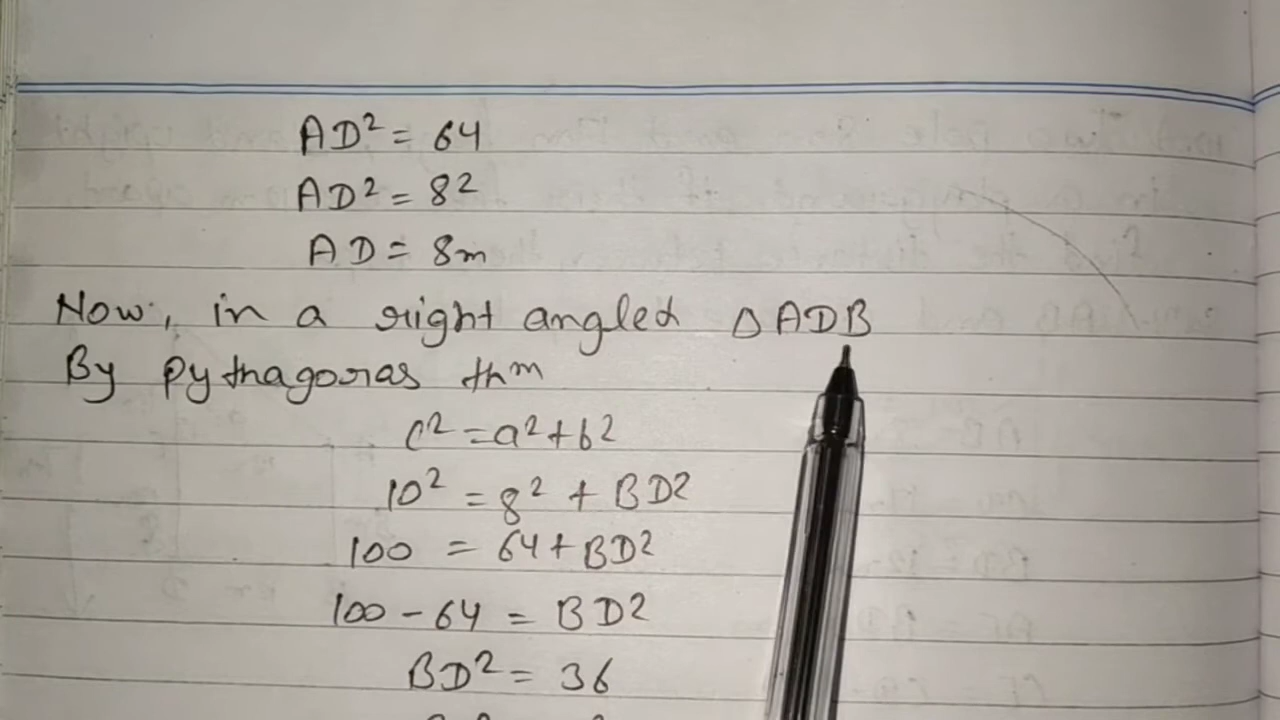 AD² = 64
AD² = 8²
AD = 8m
Now, in a right angled △ADB
By pythagoras thm
c² = a² + b²
10² = 8² + BD²
100 = 64 + BD²
100 - 64 = BD²
BD² = 36